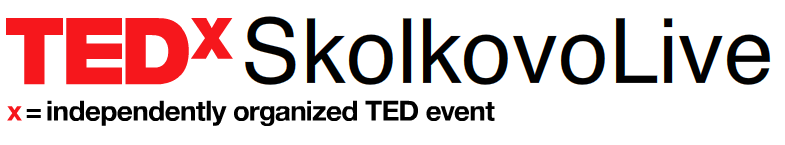 TEDx SkolkovoLive
x = independently organized TED event